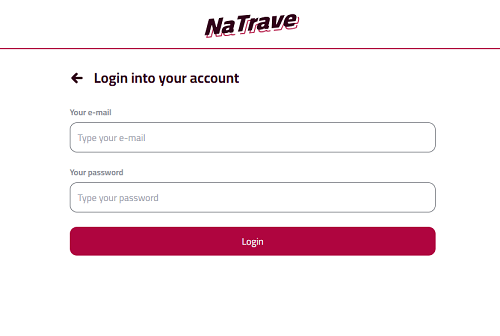 NaTrave
Login into your account
Your e-mail
Type your e-mail
Your password
Type your password
Login